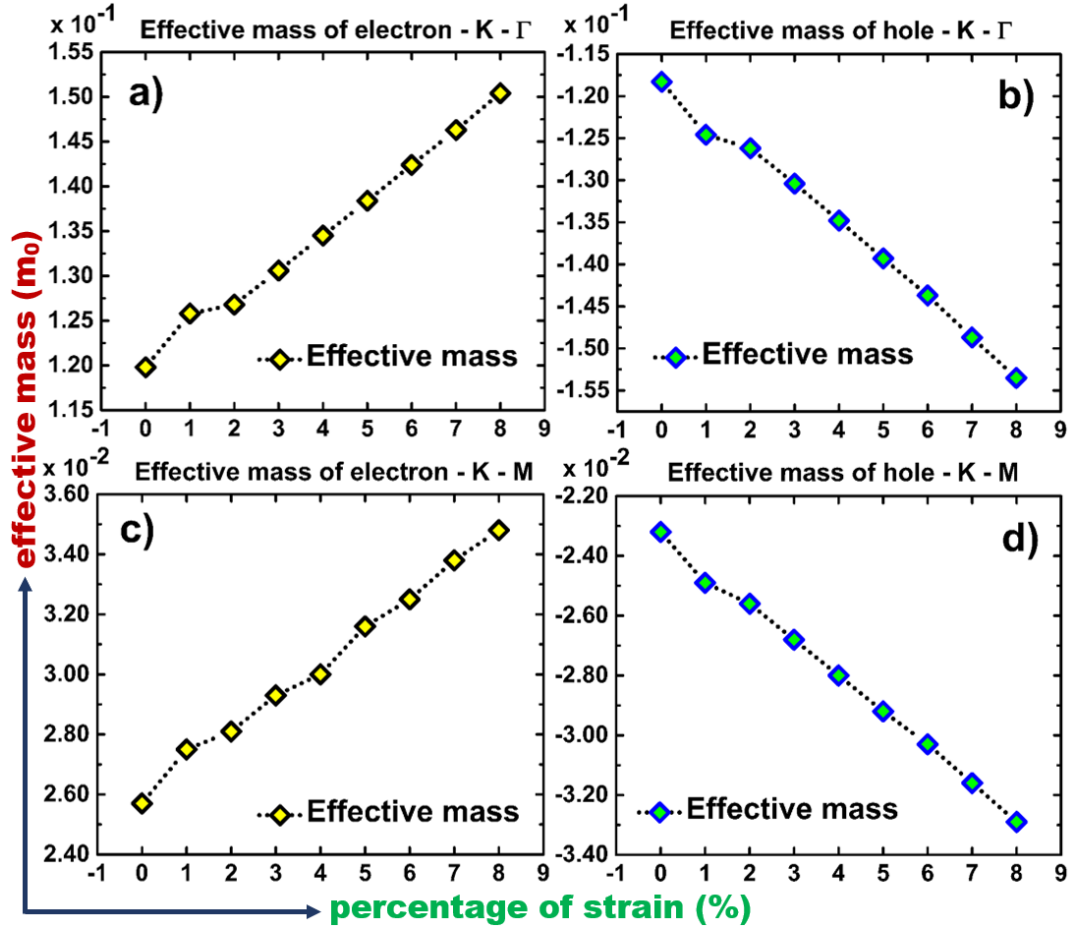 x 10⁻¹
Effective mass of electron - K - Γ
a)
1.50
1.45
1.40
1.35
1.30
1.25
1.20
1.15
Effective mass
-1 0 1 2 3 4 5 6 7 8 9
x 10⁻¹
Effective mass of hole - K - Γ
b)
-1.15
-1.20
-1.25
-1.30
-1.35
-1.40
-1.45
-1.50
-1.55
Effective mass
-1 0 1 2 3 4 5 6 7 8 9
x 10⁻²
Effective mass of electron - K - M
c)
3.60
3.40
3.20
3.00
2.80
2.60
2.40
Effective mass
-1 0 1 2 3 4 5 6 7 8 9
x 10⁻²
Effective mass of hole - K - M
d)
-2.20
-2.40
-2.60
-2.80
-3.00
-3.20
-3.40
Effective mass
-1 0 1 2 3 4 5 6 7 8 9
effective mass (m₀)
percentage of strain (%)